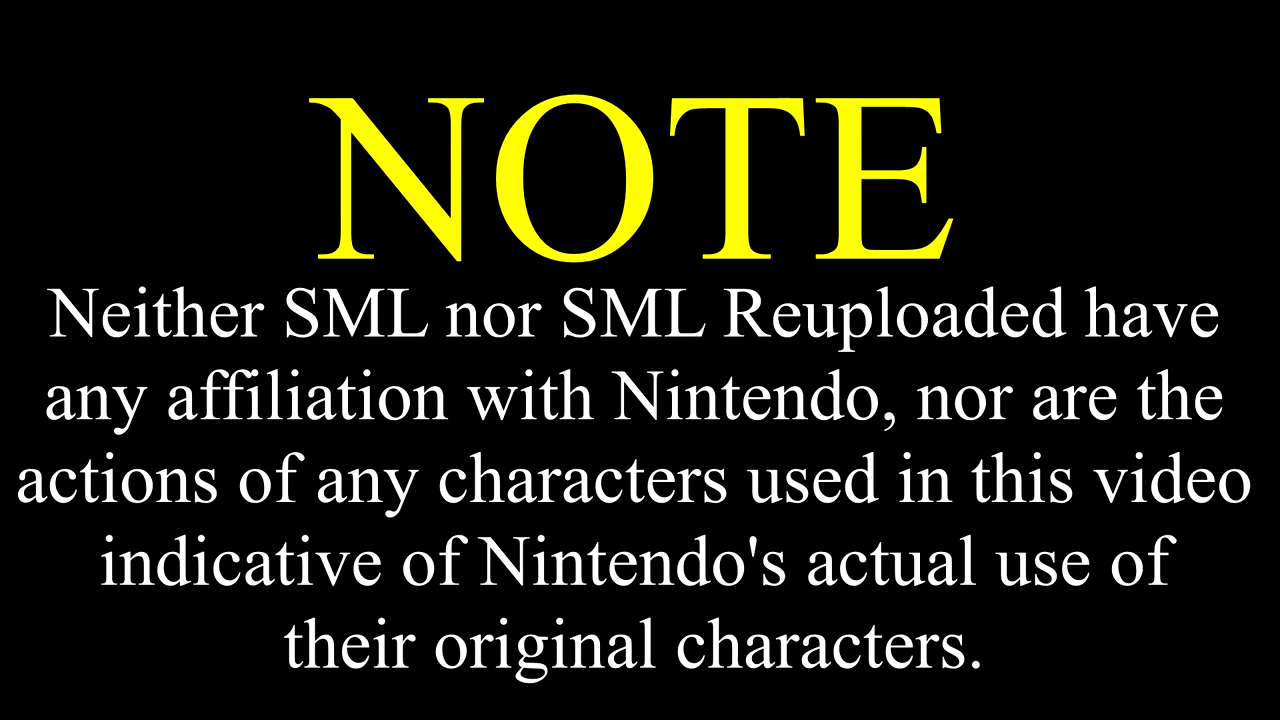 NOTE
Neither SML nor SML Reuploaded have
any affiliation with Nintendo, nor are the
actions of any characters used in this video
indicative of Nintendo's actual use of
their original characters.